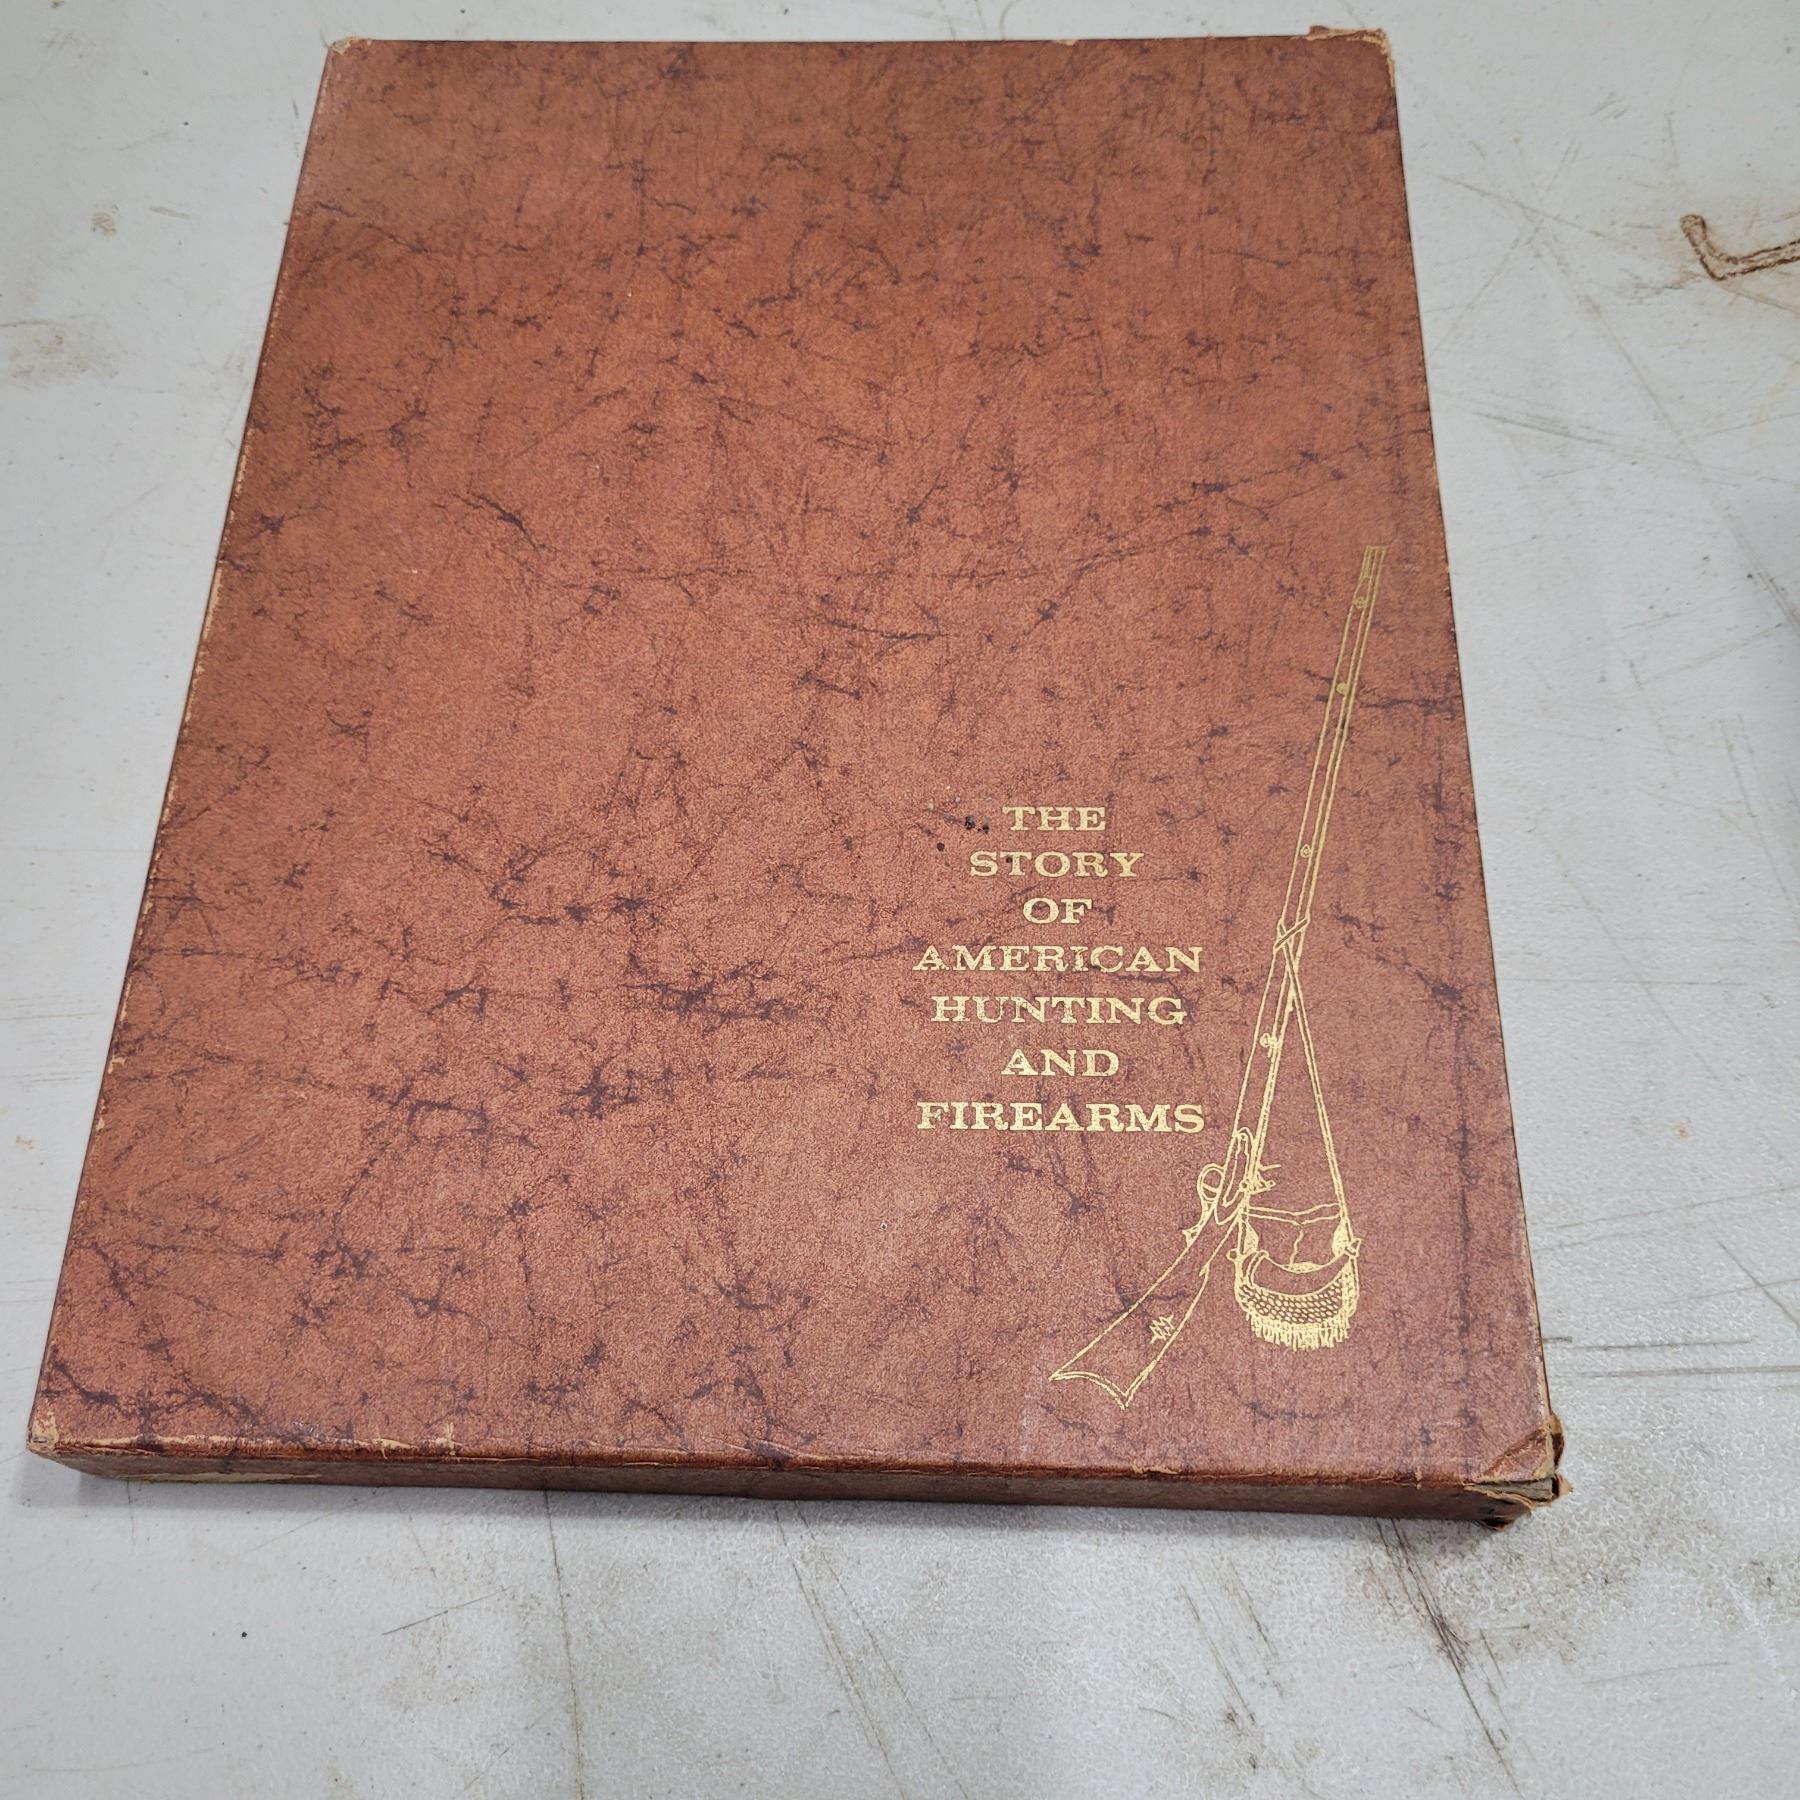 THE
STORY
OF
AMERICAN
HUNTING
AND
FIREARMS